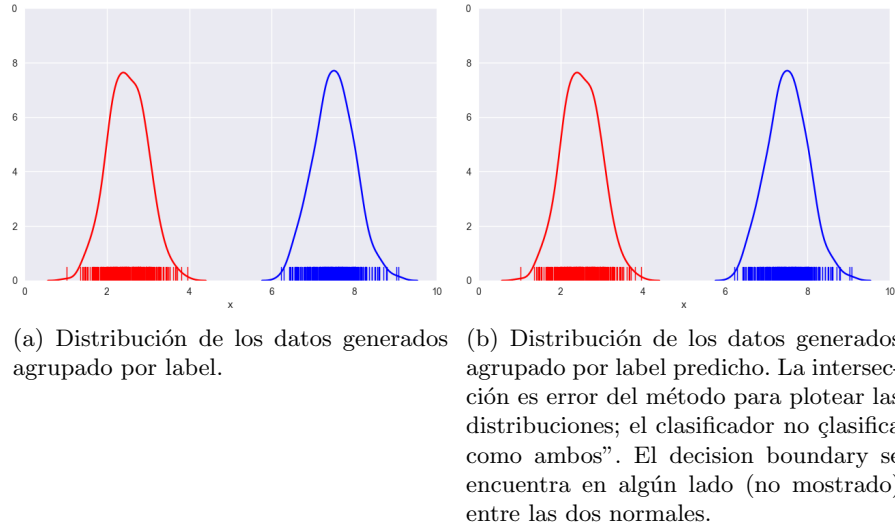 0
8
6
4
2
0
0 2 4 6 8 10
x
(a) Distribución de los datos generados
agrupado por label.
0
8
6
4
2
0
0 2 4 6 8 10
x
(b) Distribución de los datos generados
agrupado por label predicho. La intersec-
ción es error del método para plotear las
distribuciones; el clasificador no çlasifica
como ambos”. El decision boundary se
encuentra en algún lado (no mostrado)
entre las dos normales.